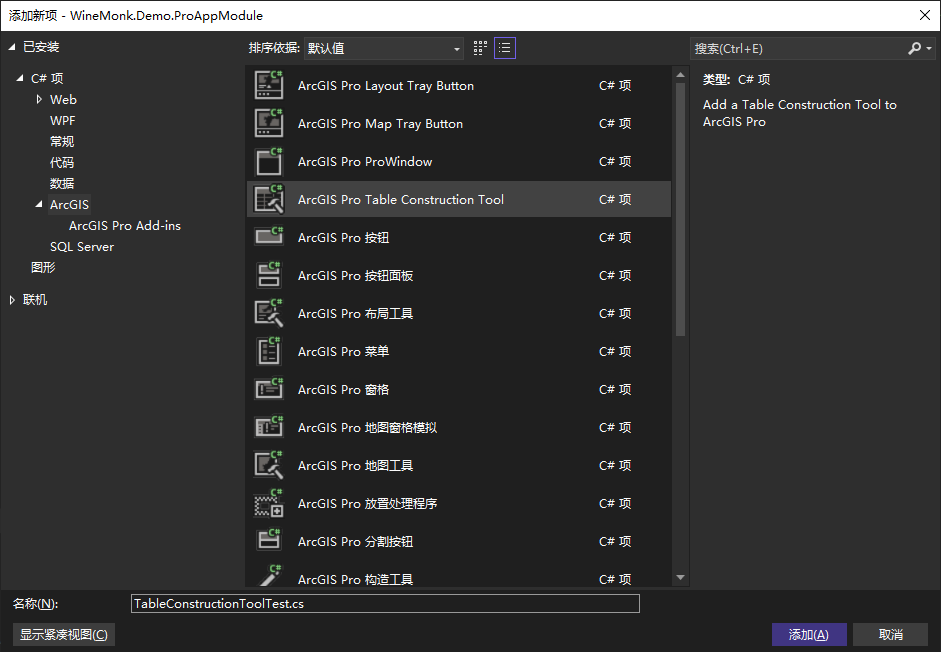 添加新项 - WineMonk.Demo.ProAppModule
已安装
C# 项
Web
WPF
常规
代码
数据
ArcGIS
ArcGIS Pro Add-ins
SQL Server
图形
联机
排序依据: 默认值
ArcGIS Pro Layout Tray Button C# 项
ArcGIS Pro Map Tray Button C# 项
ArcGIS Pro ProWindow C# 项
ArcGIS Pro Table Construction Tool C# 项
ArcGIS Pro 按钮 C# 项
ArcGIS Pro 按钮面板 C# 项
ArcGIS Pro 布局工具 C# 项
ArcGIS Pro 菜单 C# 项
ArcGIS Pro 窗格 C# 项
ArcGIS Pro 地图窗格模拟 C# 项
ArcGIS Pro 地图工具 C# 项
ArcGIS Pro 放置处理程序 C# 项
ArcGIS Pro 分割按钮 C# 项
ArcGIS Pro 构造工具 C# 项
搜索(Ctrl+E)
类型: C# 项
Add a Table Construction Tool to
ArcGIS Pro
名称(N): TableConstructionToolTest.cs
显示紧凑视图(C)
添加(A) 取消